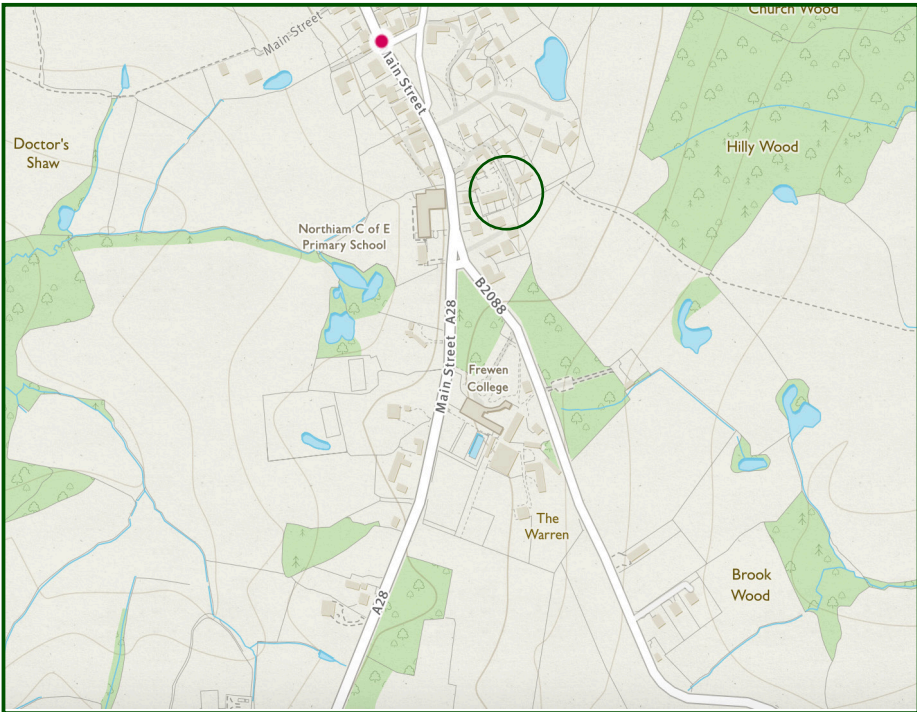 Church Wood
Main Street
Main Street
Doctor's
Shaw
Hilly Wood
Northiam C of E
Primary School
B2088
Main Street A28
Frewen
College
The
Warren
Brook
Wood
A28